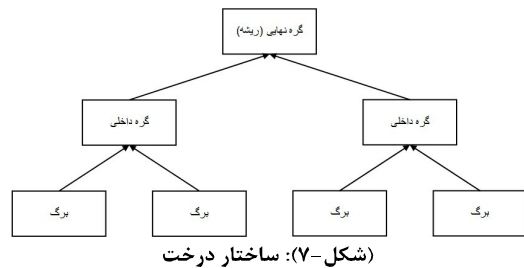 گره نهایی (ریشه)
گره داخلی
گره داخلی
برگ
برگ
برگ
برگ
(شکل-۷): ساختار درخت